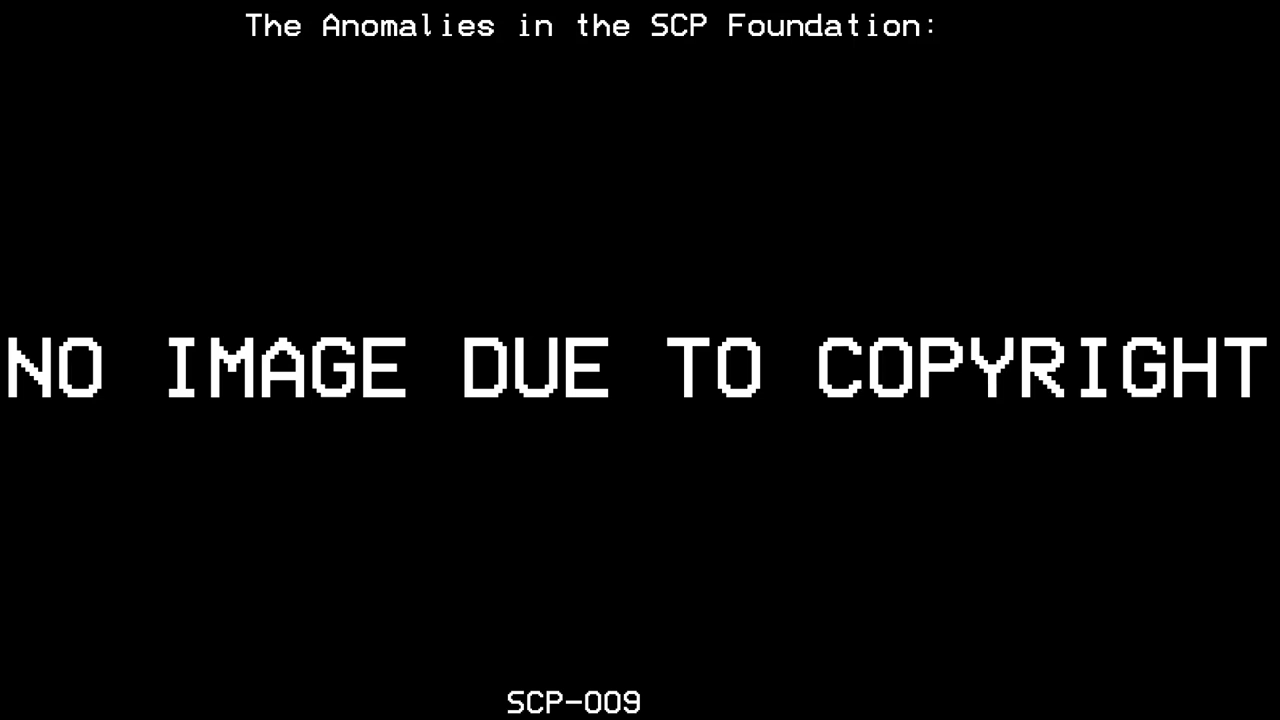 The Anomalies in the SCP Foundation:
NO IMAGE DUE TO COPYRIGHT
SCP-009